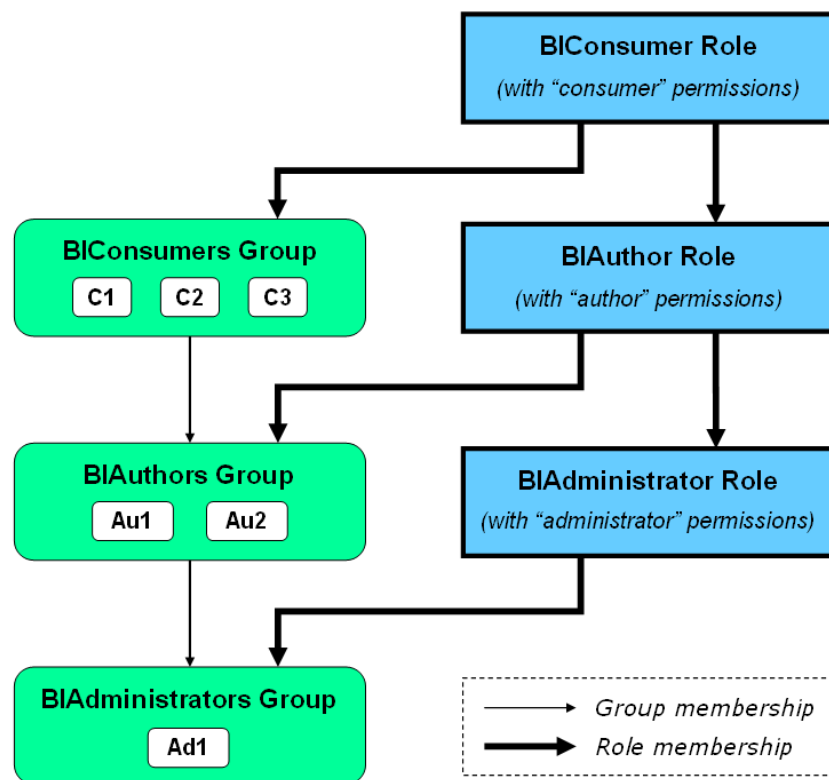 BIConsumer Role
(with “consumer” permissions)
BIConsumers Group
C1 C2 C3
BIAuthor Role
(with “author” permissions)
BIAuthors Group
Au1 Au2
BIAdministrator Role
(with “administrator” permissions)
BIAdministrators Group
Ad1
Group membership
Role membership